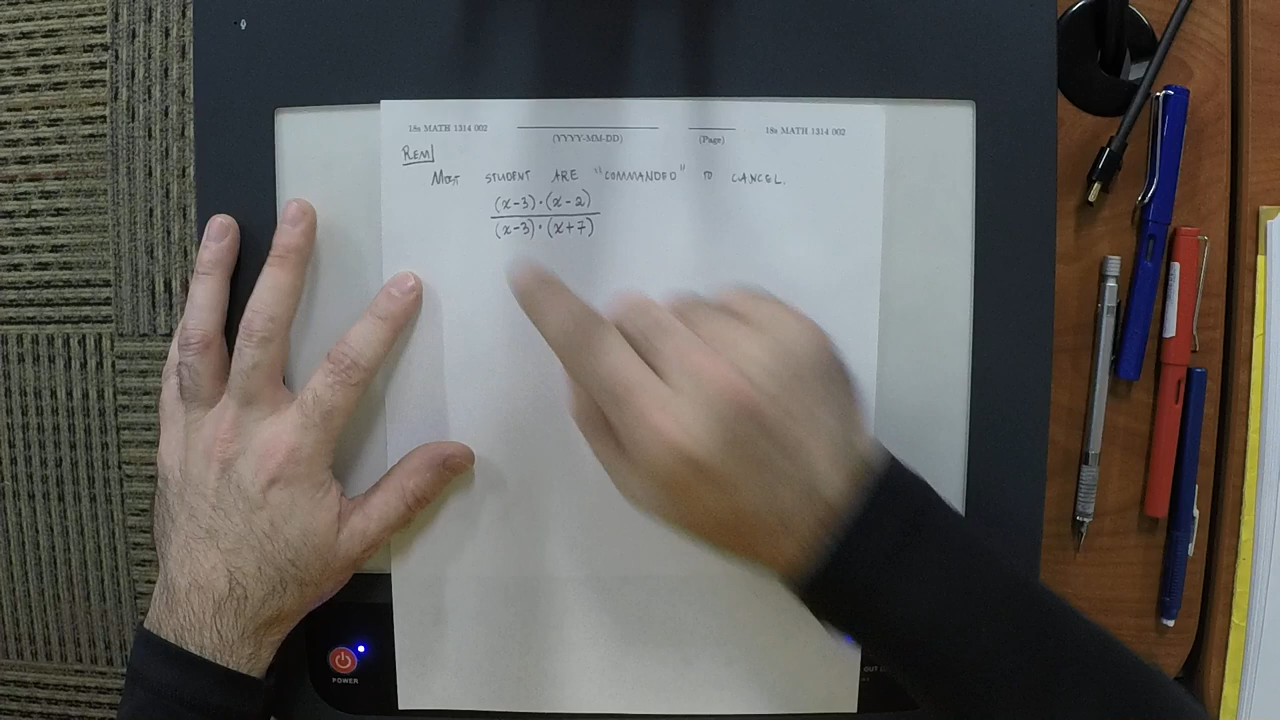 18s MATH 1314 002
(YYYY-MM-DD)
(Page)
18s MATH 1314 002
REM
MOST STUDENT ARE "COMMANDED" TO CANCEL.
(x-3)·(x-2)
(x-3)·(x+7)
POWER